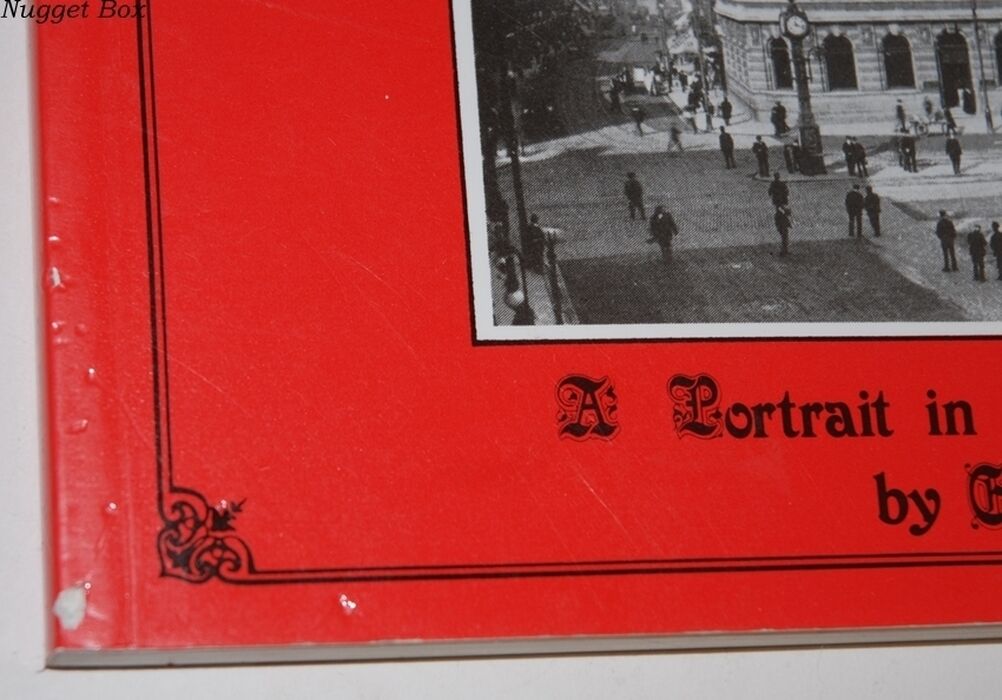 Nugget Box
A Portrait in
by